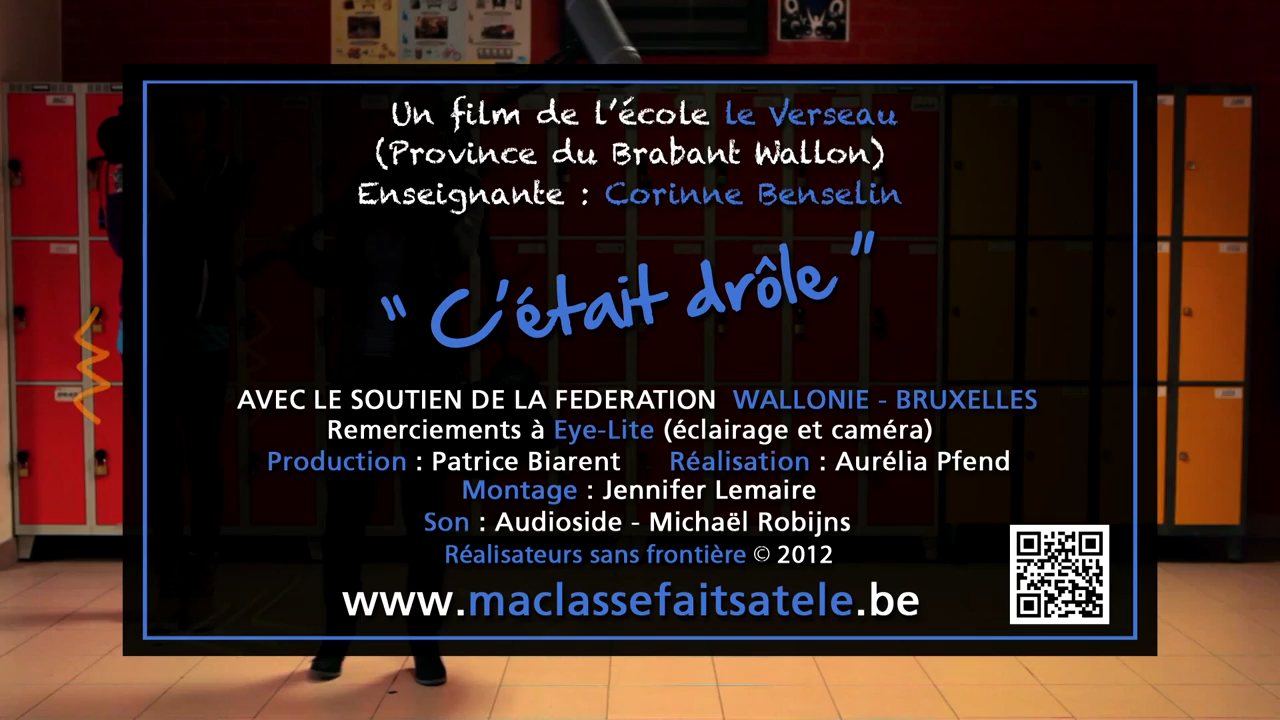 Un film de l'école le Verseau
(Province du Brabant Wallon)
Enseignante : Corinne Benselin
“ C'était drôle ”
AVEC LE SOUTIEN DE LA FEDERATION WALLONIE - BRUXELLES
Remerciements à Eye-Lite (éclairage et caméra)
Production : Patrice Biarent Réalisation : Aurélia Pfend
Montage : Jennifer Lemaire
Son : Audioside - Michaël Robijns
Réalisateurs sans frontière © 2012
www.maclassefaitsatele.be